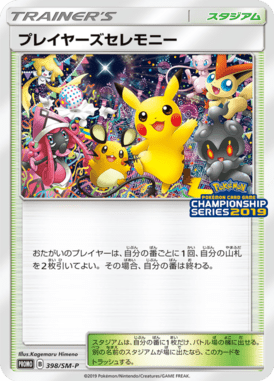 TRAINER'S
スタジアム
プレイヤーズセレモニー
Pokémon
POKÉMON CARD GAME
CHAMPIONSHIP
SERIES 2019
おたがいのプレイヤーは、自分の番ごとに1回、自分の山札
を2枚引いてよい。その場合、自分の番は終わる。
Illus.Kagemaru Himeno
PROMO 398/SM-P
スタジアムは、自分の番に1枚だけ、バトル場の横に出せる。
別の名前のスタジアムが場に出たなら、このカードを
トラッシュする。
©2019 Pokémon/Nintendo/Creatures/GAME FREAK.